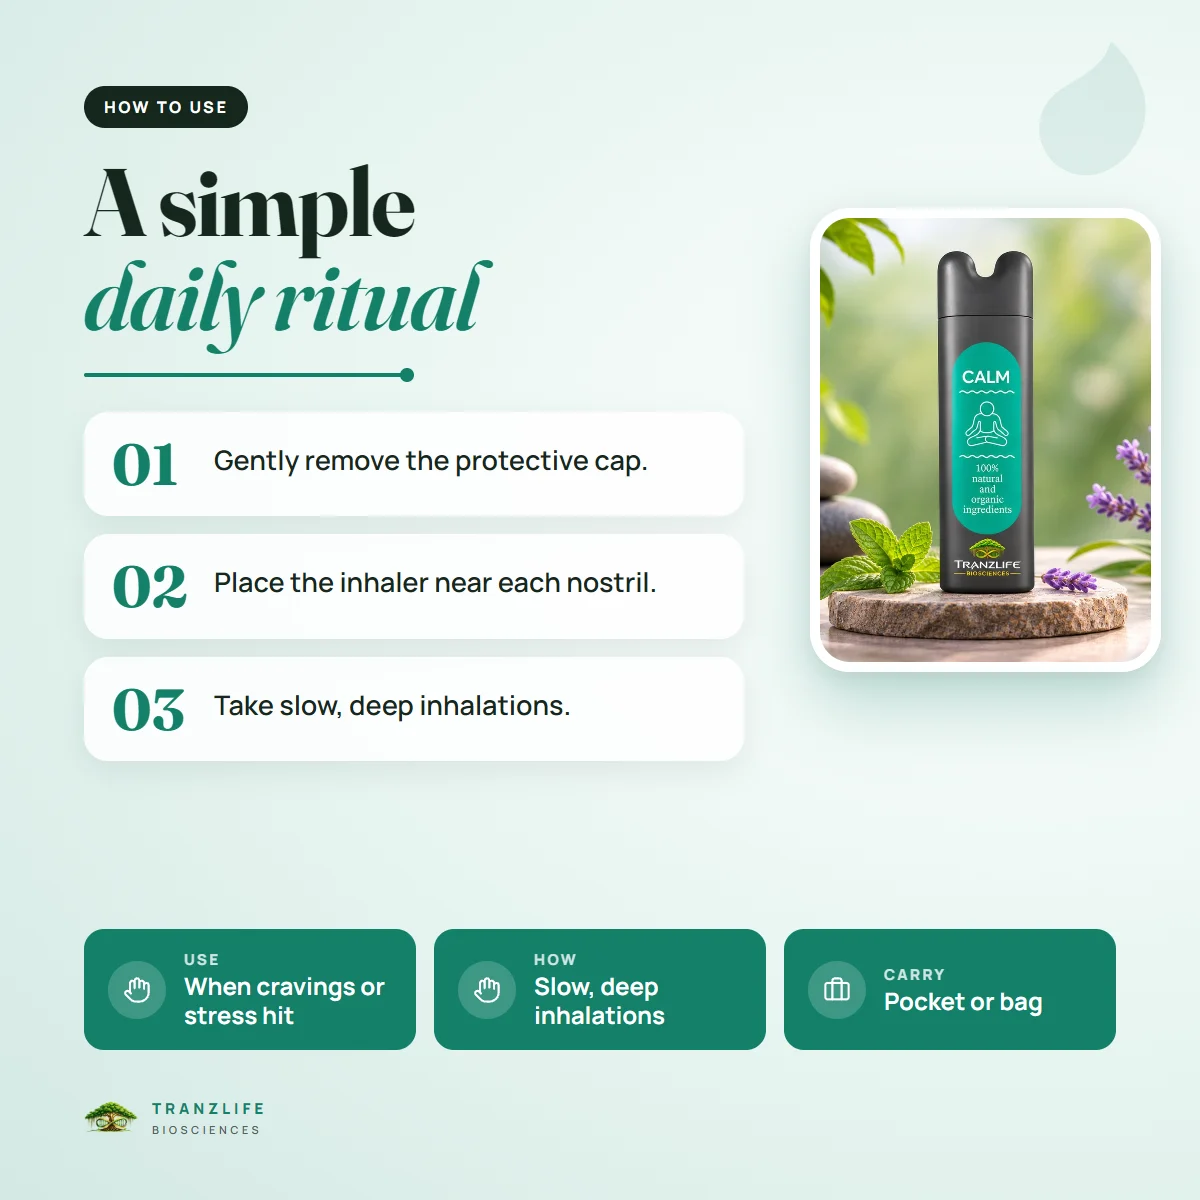 HOW TO USE
A simple
daily ritual
01 Gently remove the protective cap.
02 Place the inhaler near each nostril.
03 Take slow, deep inhalations.
CALM
100%
natural
and
organic
ingredients
TRANZLIFE
BIOSCIENCES
USE
When cravings or
stress hit
HOW
Slow, deep
inhalations
CARRY
Pocket or bag
TRANZLIFE
BIOSCIENCES